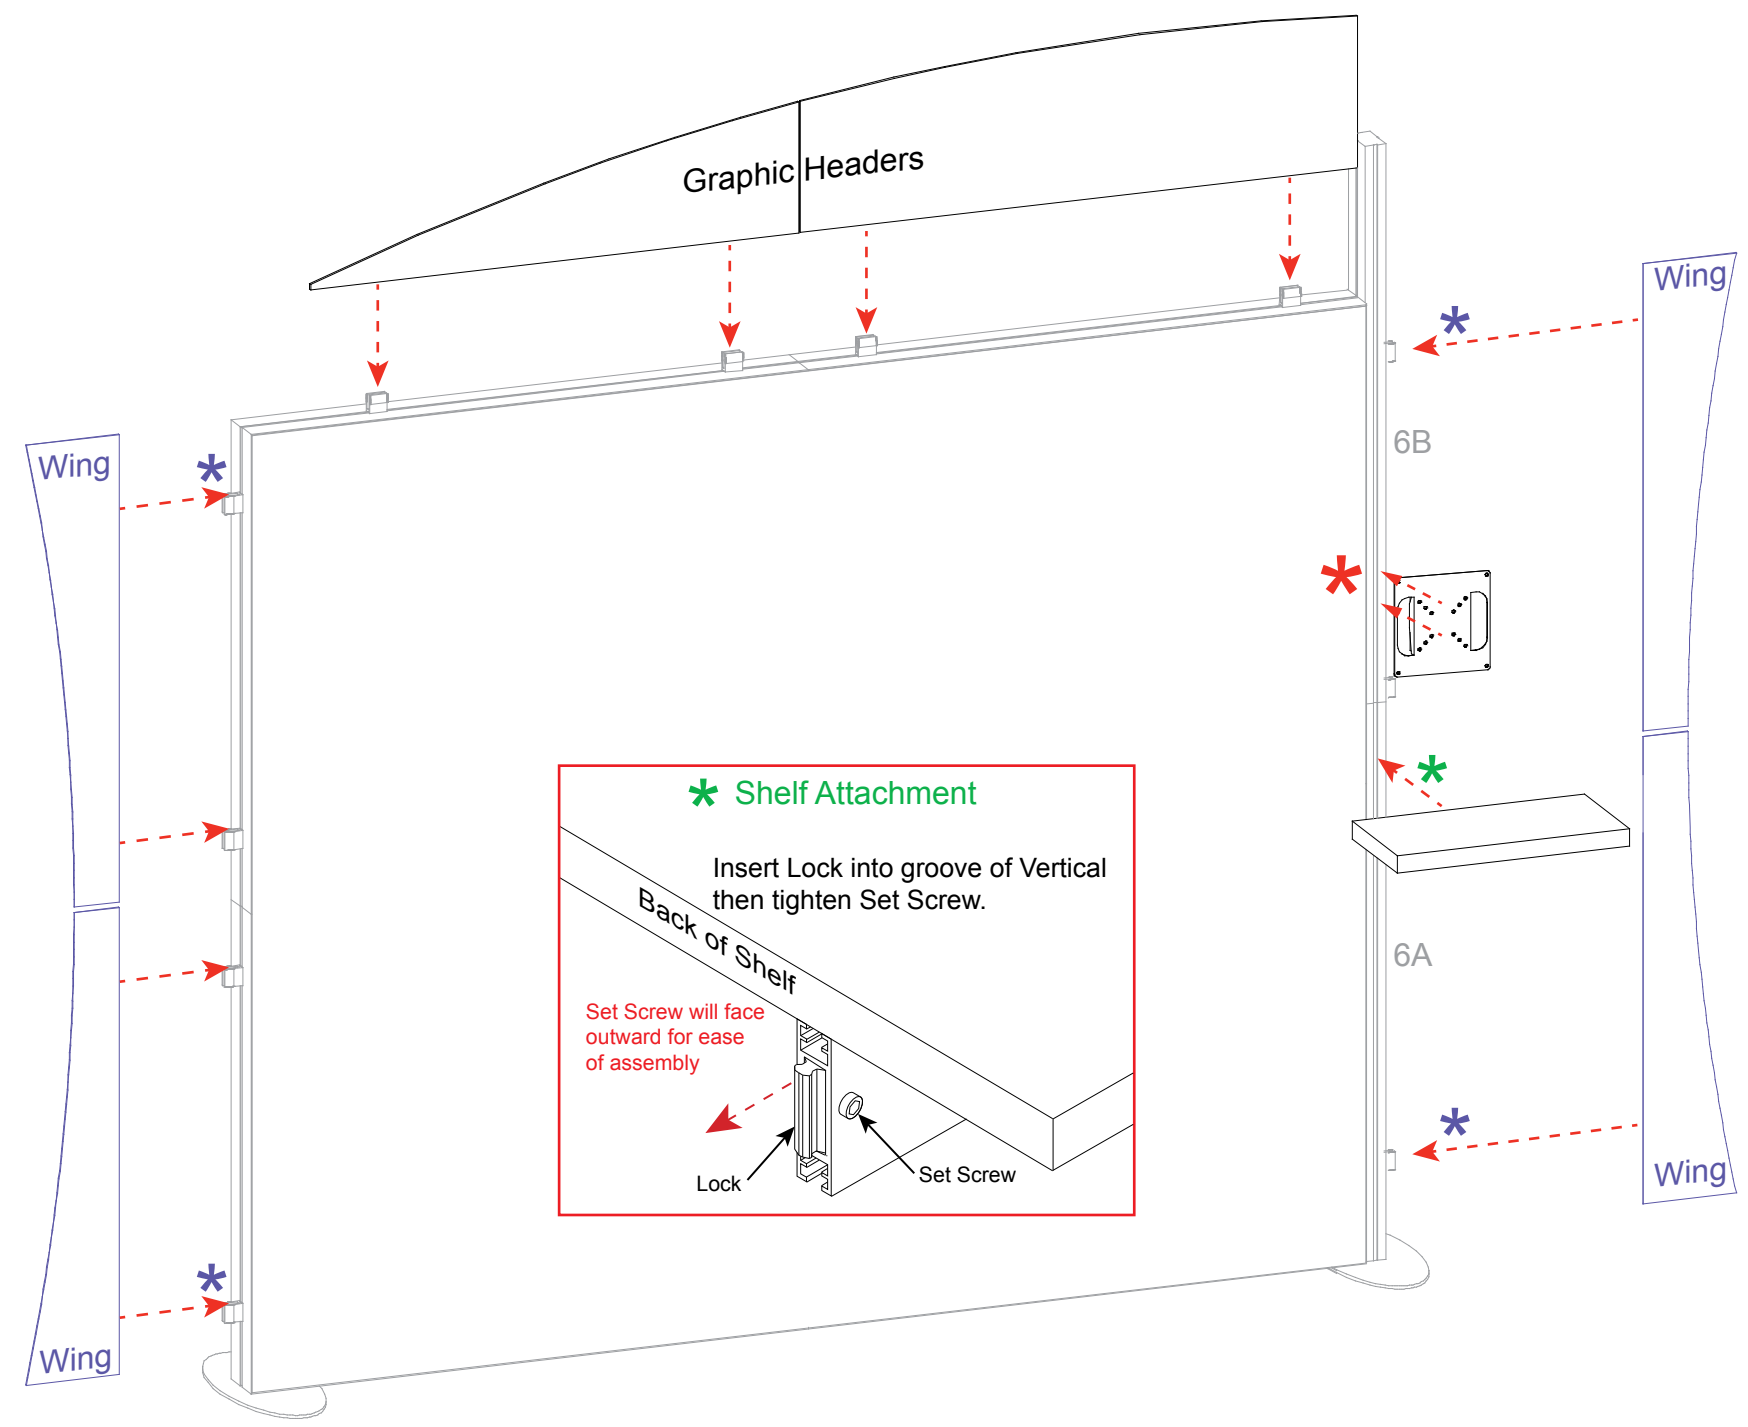 Graphic Headers
Wing
Wing
*
*
6B
*
*
* Shelf Attachment
Insert Lock into groove of Vertical
then tighten Set Screw.
Back of Shelf
6A
Set Screw will face
outward for ease
of assembly
Lock
Set Screw
*
Wing
*
Wing